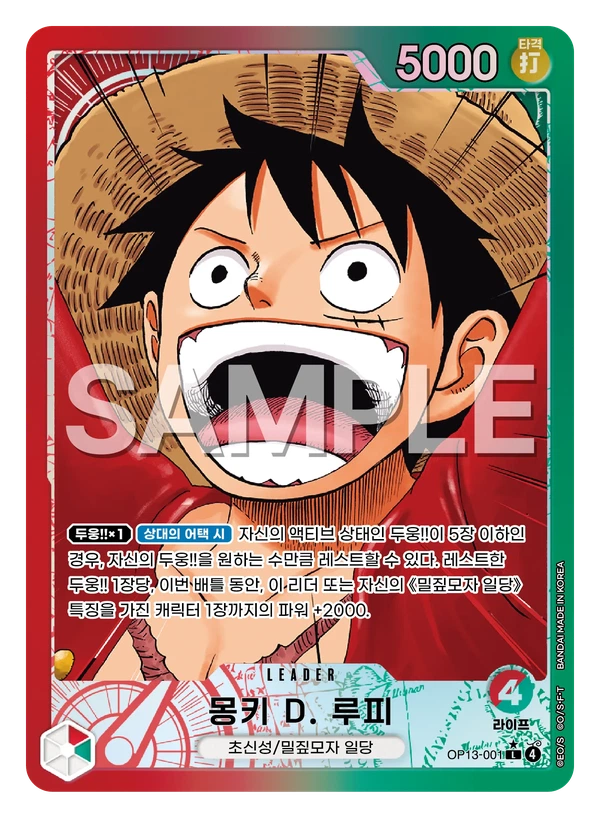 5000
타격
打
SAMPLE
두웅!!×1 상대의 어택 시 자신의 액티브 상태인 두웅!!이 5장 이하인
경우, 자신의 두웅!!을 원하는 수만큼 레스트할 수 있다. 레스트한
두웅!! 1장당, 이번 배틀 동안, 이 리더 또는 자신의 《밀짚모자 일당》
특징을 가진 캐릭터 1장까지의 파워 +2000.
LEADER
몽키 D. 루피
초신성/밀짚모자 일당
4
라이프
OP13-001 L 4
©E.O/S ©O/S·F·T BANDAI MADE IN KOREA